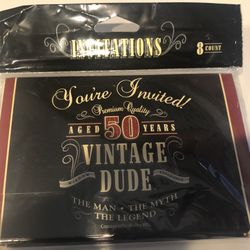 INVITATIONS
8
COUNT
You're Invited!
Premium Quality
AGED 50 YEARS
VINTAGE
DUDE
THE MAN • THE MYTH
THE LEGEND